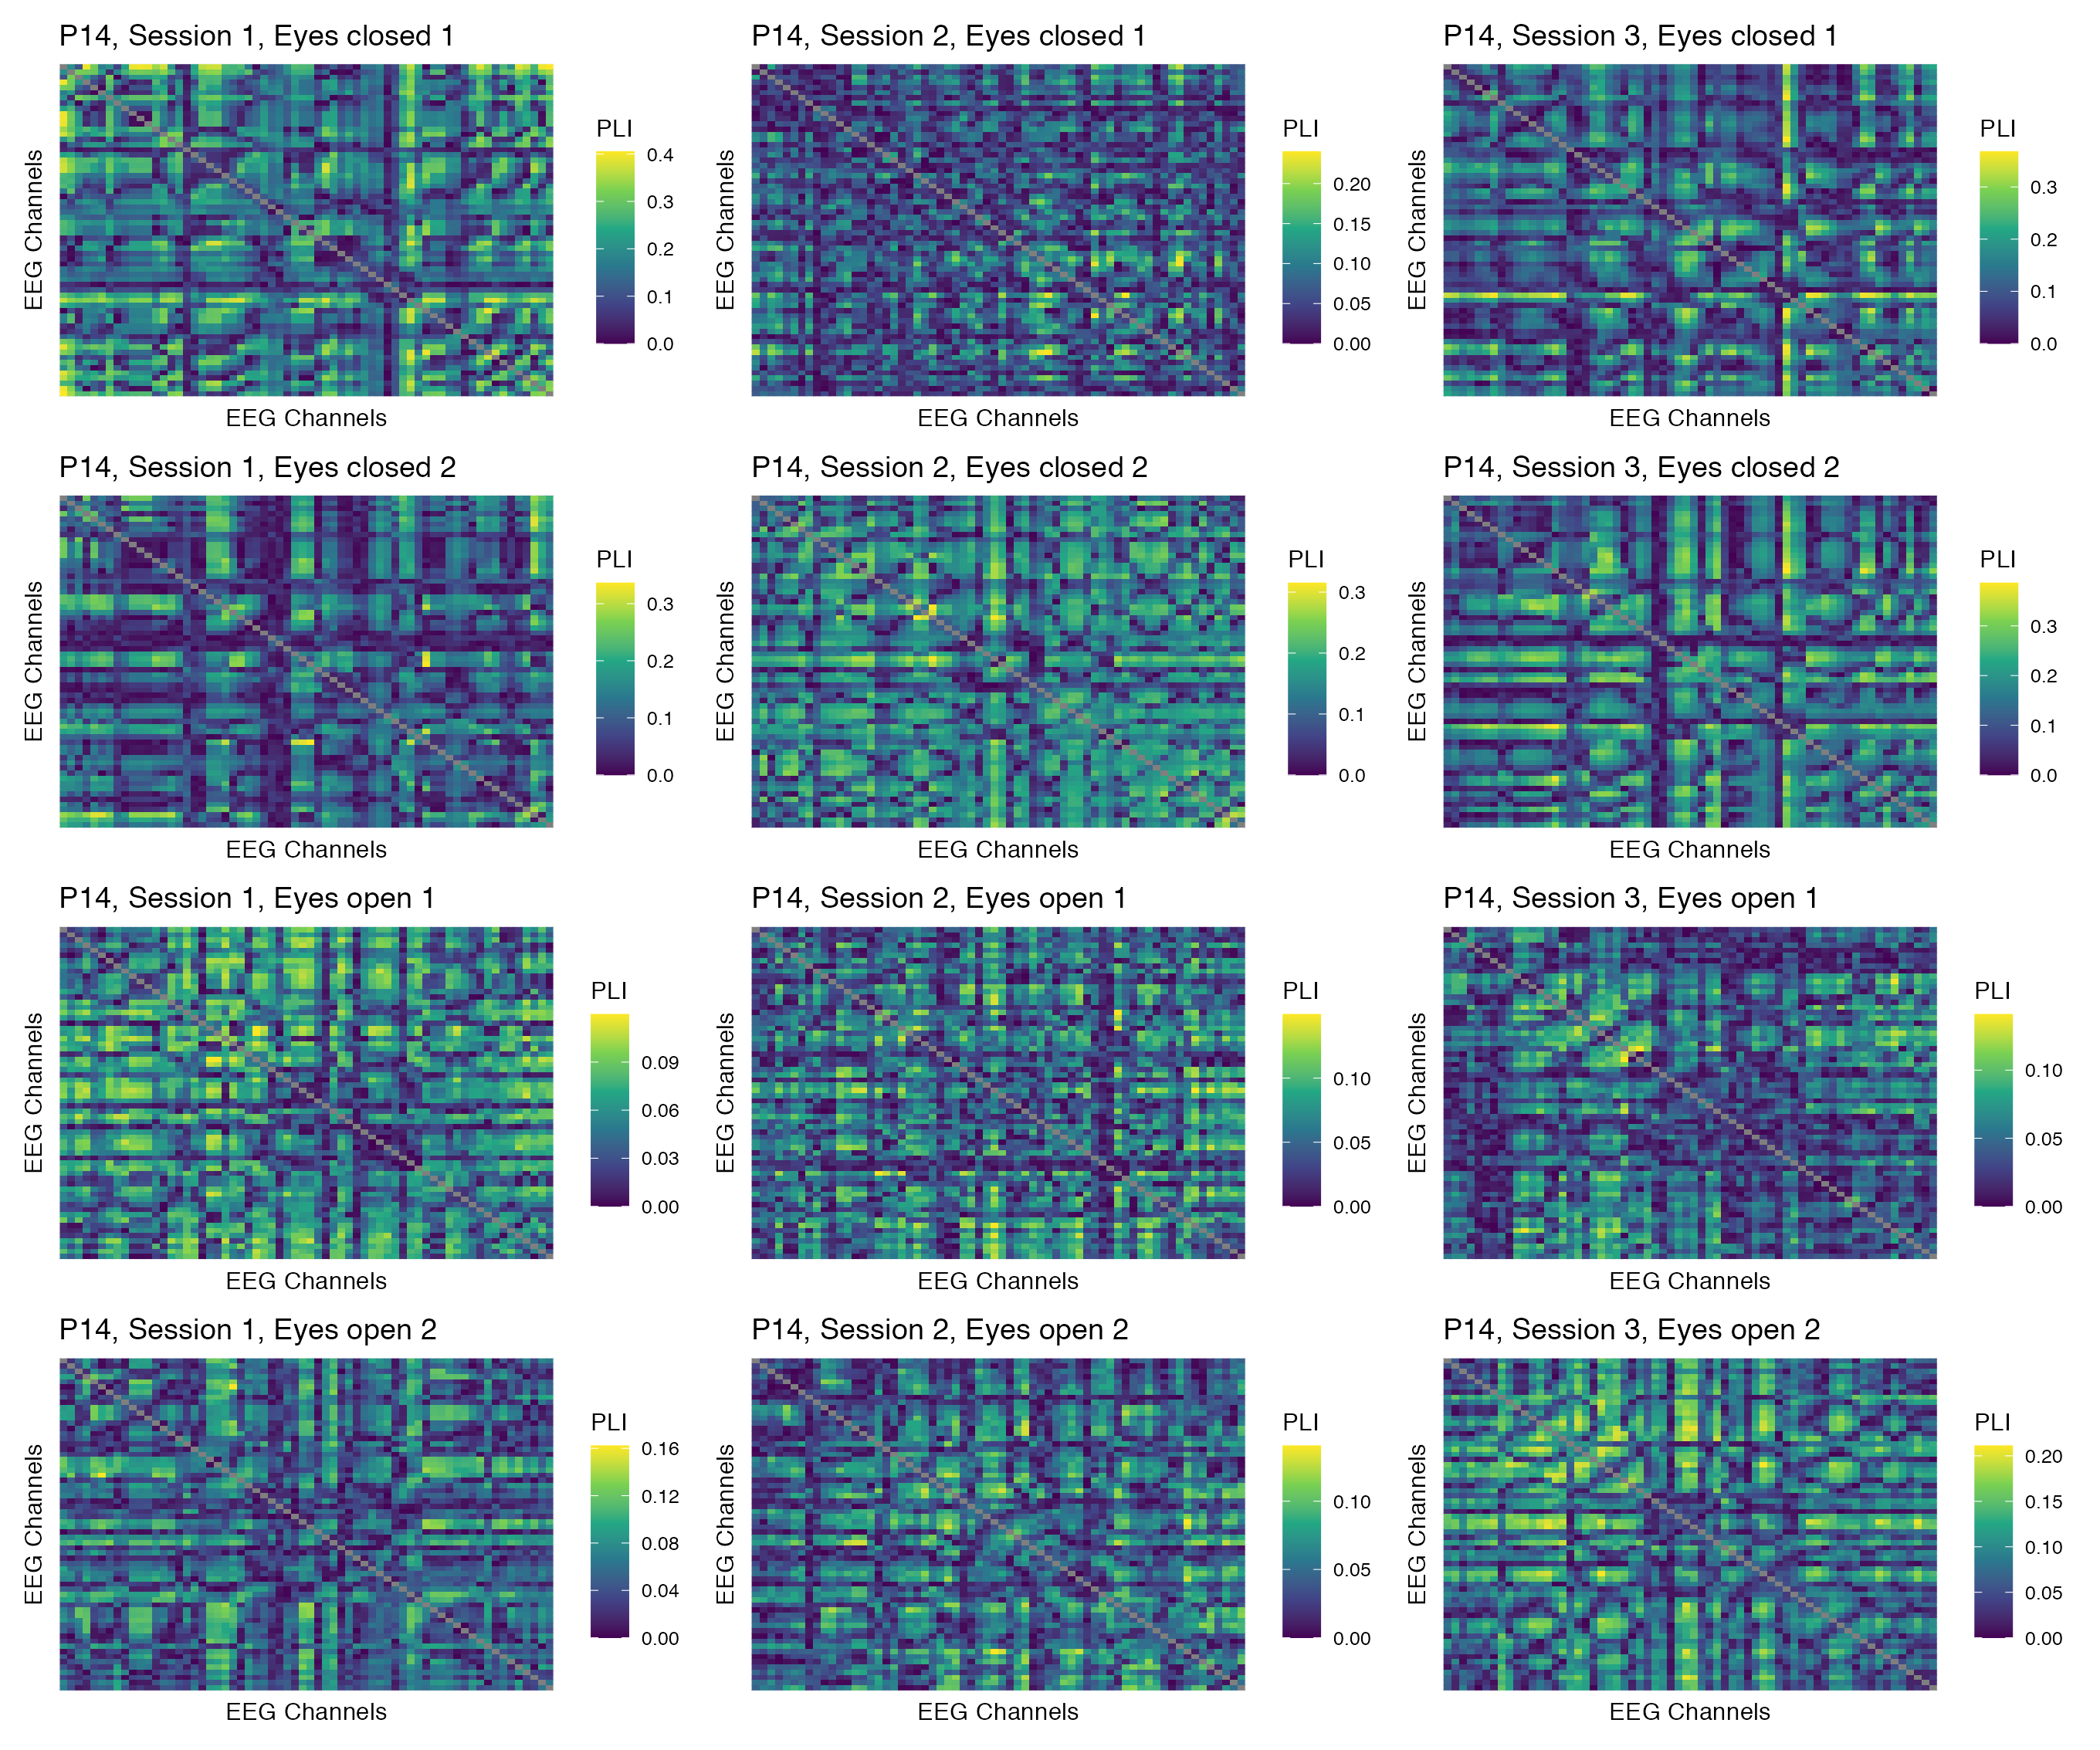 P14, Session 1, Eyes closed 1
P14, Session 2, Eyes closed 1
P14, Session 3, Eyes closed 1
EEG Channels
PLI
0.4
0.3
0.2
0.1
0.0
EEG Channels
EEG Channels
PLI
0.20
0.15
0.10
0.05
0.00
EEG Channels
EEG Channels
PLI
0.3
0.2
0.1
0.0
EEG Channels
P14, Session 1, Eyes closed 2
P14, Session 2, Eyes closed 2
P14, Session 3, Eyes closed 2
EEG Channels
PLI
0.3
0.2
0.1
0.0
EEG Channels
EEG Channels
PLI
0.3
0.2
0.1
0.0
EEG Channels
EEG Channels
PLI
0.3
0.2
0.1
0.0
EEG Channels
P14, Session 1, Eyes open 1
P14, Session 2, Eyes open 1
P14, Session 3, Eyes open 1
EEG Channels
PLI
0.09
0.06
0.03
0.00
EEG Channels
EEG Channels
PLI
0.10
0.05
0.00
EEG Channels
EEG Channels
PLI
0.10
0.05
0.00
EEG Channels
P14, Session 1, Eyes open 2
P14, Session 2, Eyes open 2
P14, Session 3, Eyes open 2
EEG Channels
PLI
0.16
0.12
0.08
0.04
0.00
EEG Channels
EEG Channels
PLI
0.10
0.05
0.00
EEG Channels
EEG Channels
PLI
0.20
0.15
0.10
0.05
0.00
EEG Channels